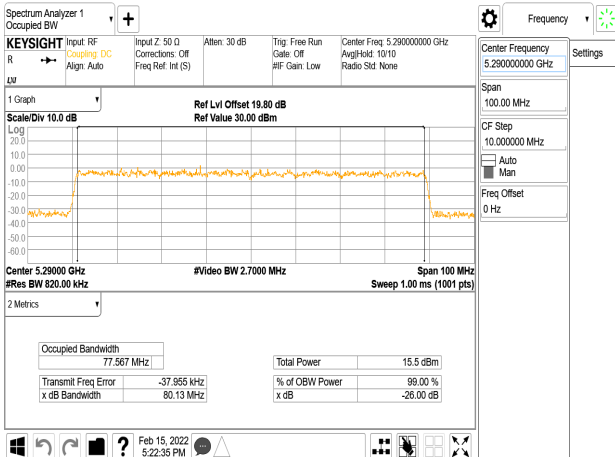 Spectrum Analyzer 1
Occupied BW
+
Frequency
KEYSIGHT
R
LXI
Input: RF
Coupling: DC
Align: Auto
Input Z: 50 Ω
Corrections: Off
Freq Ref: Int (S)
Atten: 30 dB
Trig: Free Run
Gate: Off
#IF Gain: Low
Center Freq: 5.290000000 GHz
Avg|Hold: 10/10
Radio Std: None
Center Frequency
5.290000000 GHz
Settings
Span
100.00 MHz
CF Step
10.000000 MHz
Auto
Man
Freq Offset
0 Hz
1 Graph
Scale/Div 10.0 dB
Ref Lvl Offset 19.80 dB
Ref Value 30.00 dBm
Log
20.0
10.0
0.00
-10.0
-20.0
-30.0
-40.0
-50.0
-60.0
Center 5.29000 GHz
#Video BW 2.7000 MHz
Span 100 MHz
#Res BW 820.00 kHz
Sweep 1.00 ms (1001 pts)
2 Metrics
Occupied Bandwidth
77.567 MHz
Total Power 15.5 dBm
Transmit Freq Error -37.955 kHz
% of OBW Power 99.00 %
x dB Bandwidth 80.13 MHz
x dB -26.00 dB
?
Feb 15, 2022
5:22:35 PM